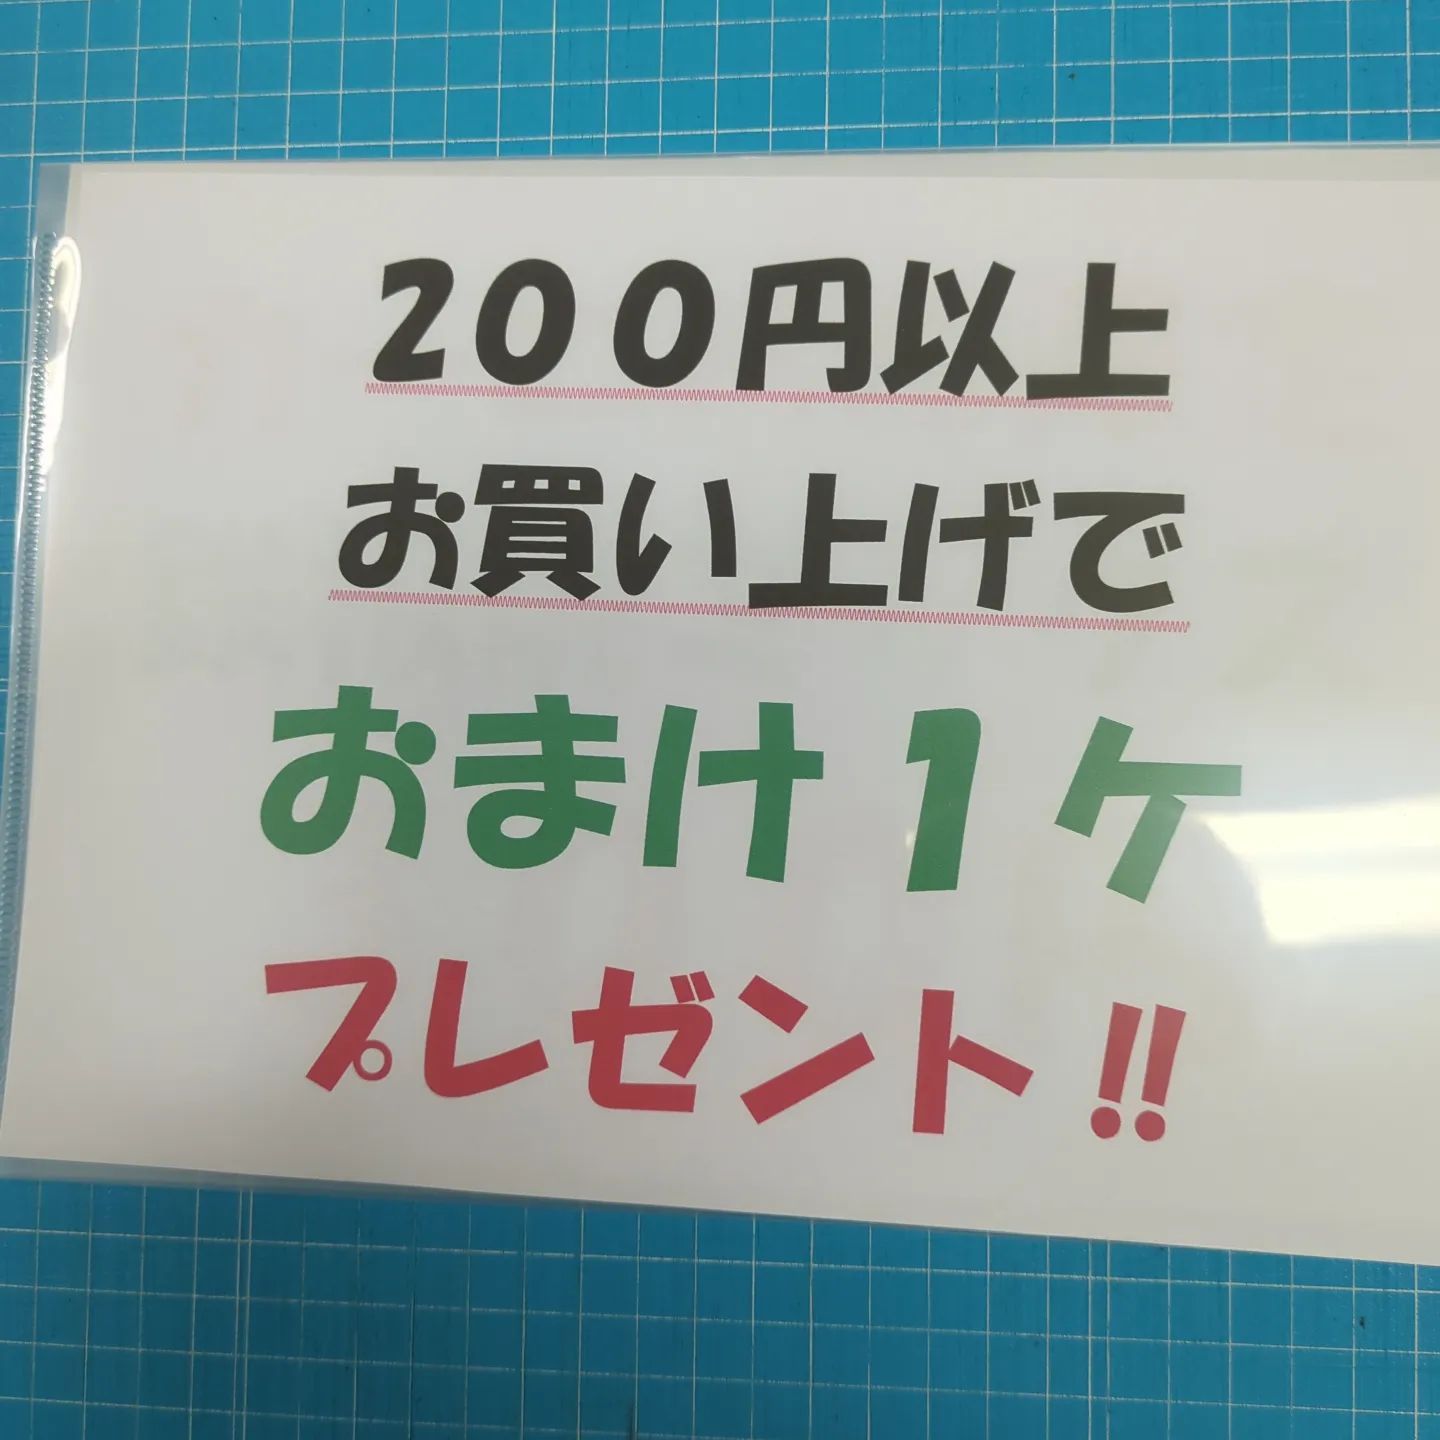 ２００円以上
お買い上げで
おまけ１ケ
プレゼント‼